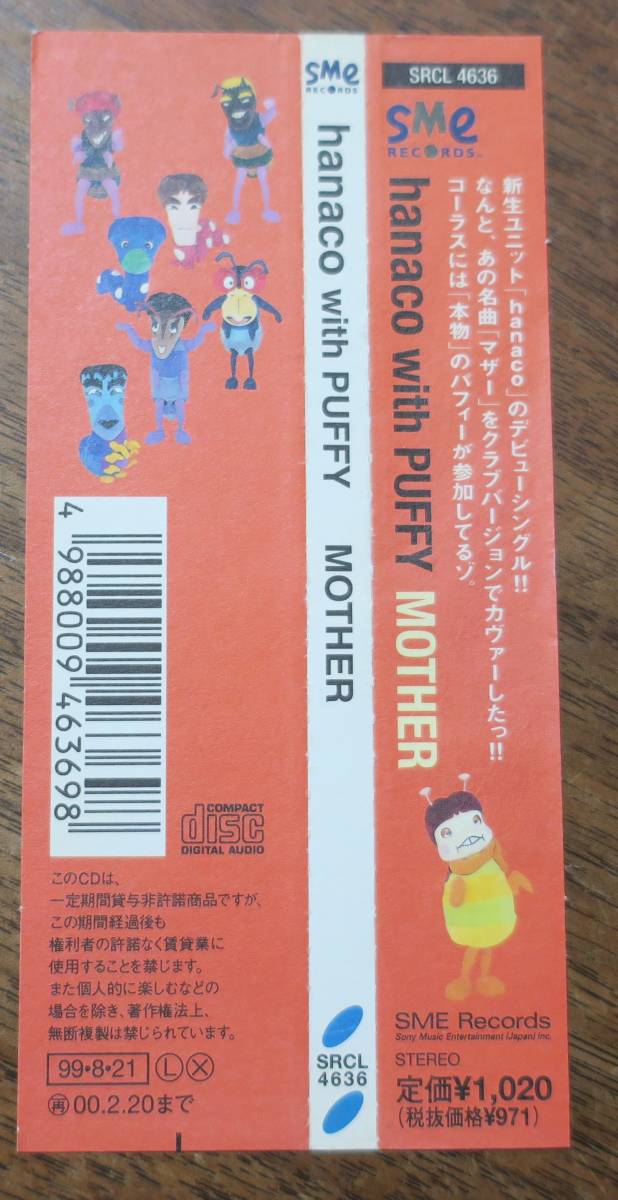 SRCL 4636
sme
RECORDS
hanaco with PUFFY MOTHER
新生ユニット「hanaco」のデビューシングル!!
なんと、あの名曲「マザー」をクラブバージョンでカヴァーしたっ!!
コーラスには「本物」のパフィーが参加してるゾ。
SME Records
Sony Music Entertainment (Japan) Inc.
STEREO
定価¥1,020
(税抜価格¥971)
sme
RECORDS
hanaco with PUFFY MOTHER
SRCL
4636
4 988009 463698
COMPACT
disc
DIGITAL AUDIO
このCDは、
一定期間貸与非許諾商品ですが、
この期間経過後も
権利者の許諾なく賃貸業に
使用することを禁じます。
また個人的に楽しむなどの
場合を除き、著作権法上、
無断複製は禁じられています。
99・8・21 Ⓛ Ⓧ
㊢00.2.20まで